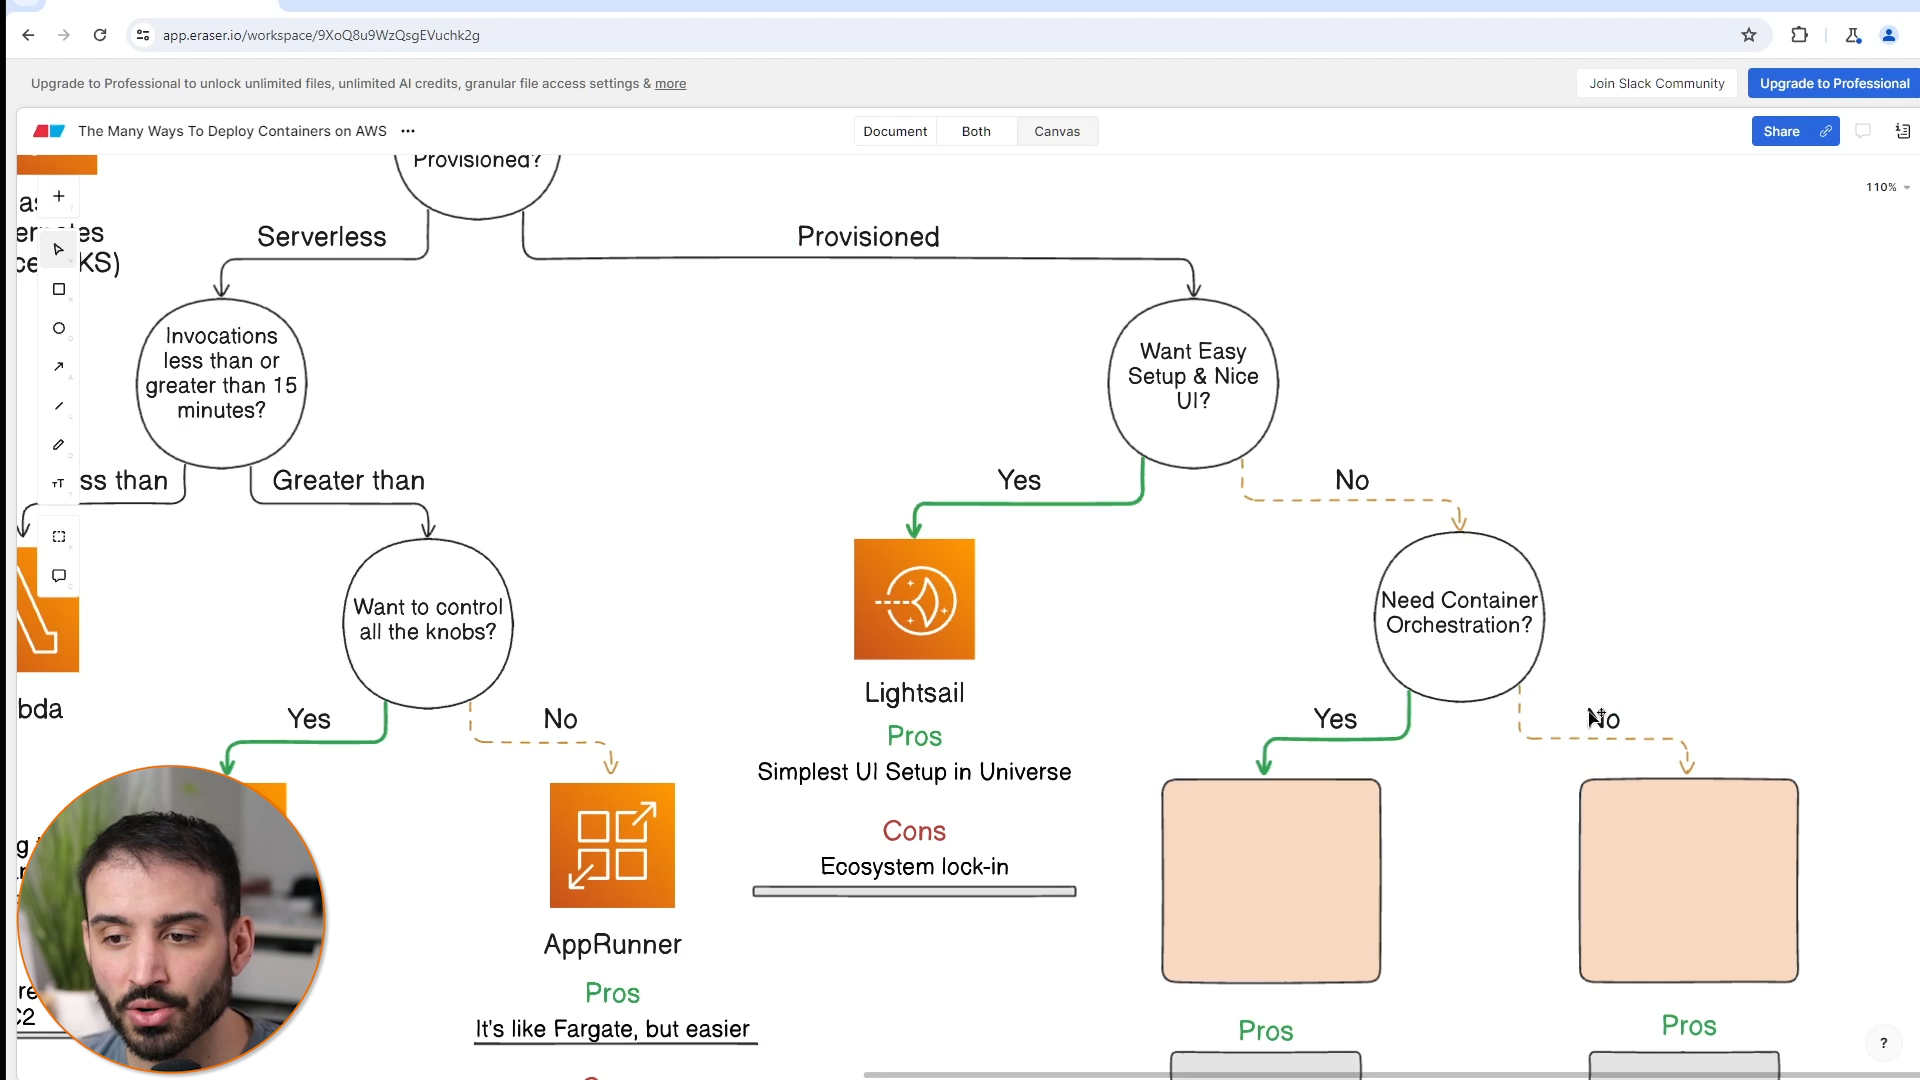 app.eraser.io/workspace/9XoQ8u9WzQsgEVuchk2g
Upgrade to Professional to unlock unlimited files, unlimited AI credits, granular file access settings & more
Join Slack Community
Upgrade to Professional
The Many Ways To Deploy Containers on AWS
Document
Both
Canvas
Share
110%
Provisioned?
KS)
Serverless
Provisioned
Invocations
less than or
greater than 15
minutes?
Want Easy
Setup & Nice
UI?
ss than
Greater than
Yes
No
Want to control
all the knobs?
Need Container
Orchestration?
bda
Yes
No
Lightsail
Pros
Simplest UI Setup in Universe
Cons
Ecosystem lock-in
Yes
No
AppRunner
Pros
It's like Fargate, but easier
Pros
Pros
?